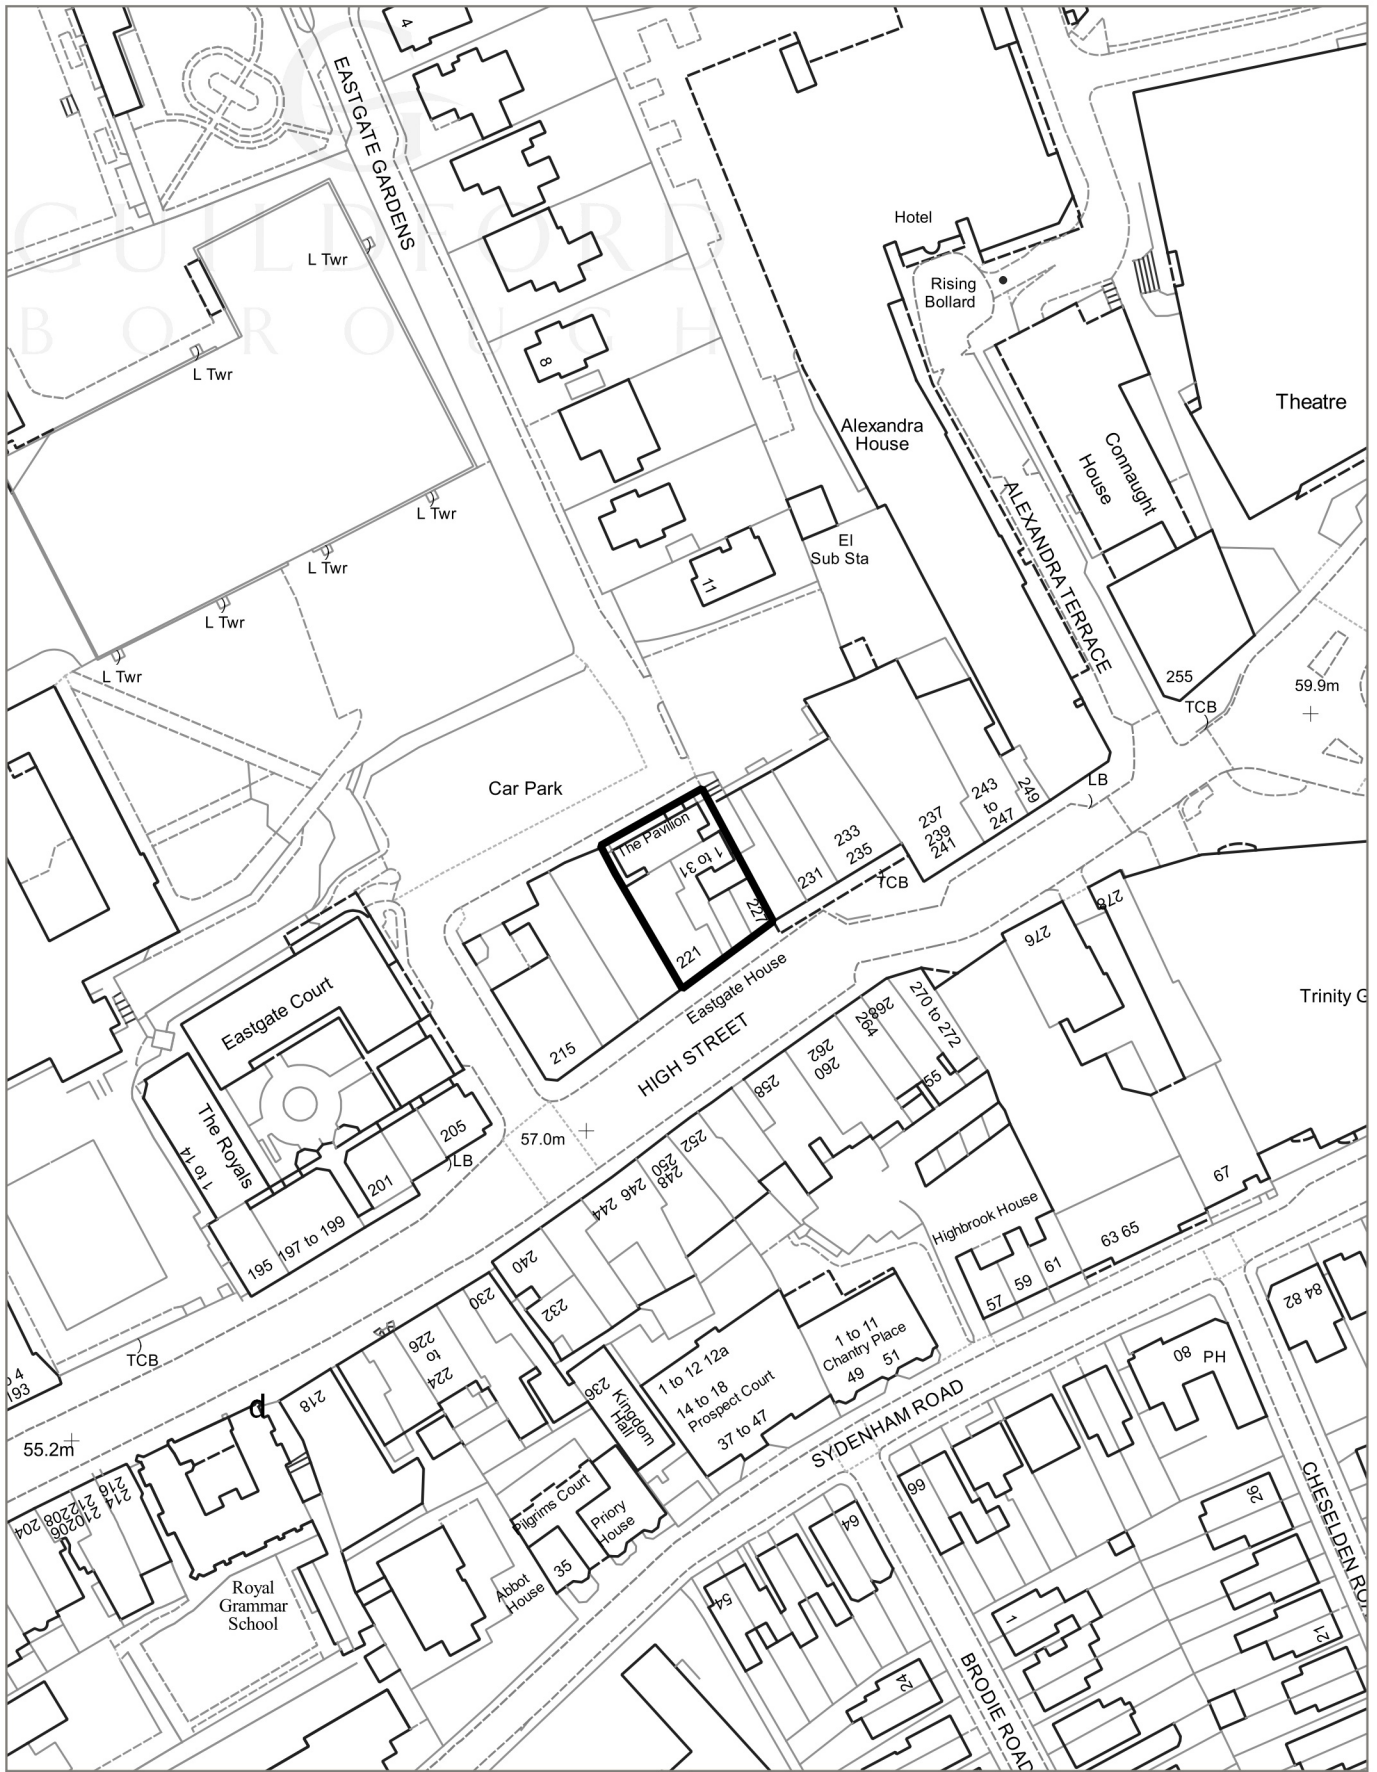 GUILDFORD
BOROUGH
4
EASTGATE GARDENS
L Twr
L Twr
Hotel
Rising
Bollard
8
Theatre
Alexandra
House
Connaught
House
ALEXANDRA TERRACE
L Twr
L Twr
L Twr
L Twr
El
Sub Sta
11
255
TCB
59.9m
Car Park
LB
249
243
to
247
237
239
241
233
235
231
TCB
The Pavilion
1 to 31
227
221
Eastgate House
HIGH STREET
215
Eastgate Court
278
276
Trinity G
270 to 272
268
264
262
260
258
55
The Royals
1 to 14
205
LB
57.0m
201
197 to 199
195
252
250
248
246
244
240
232
230
67
Highbrook House
63 65
61
59
57
84 82
80
PH
1 to 11
Chantry Place
49
51
1 to 12 12a
14 to 18
Prospect Court
37 to 47
236
Kingdom
Hall
226
to
224
TCB
218
193
55.2m
SYDENHAM ROAD
CHESELDEN ROA
66
26
64
Pilgrims Court
Priory
House
35
Abbot
House
216
214
212
210
208
206
204
Royal
Grammar
School
54
1
21
24
BRODIE ROAD